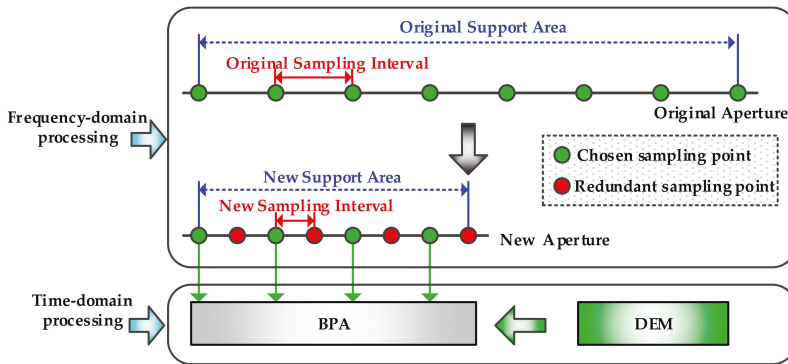 Original Support Area
Original Sampling Interval
Original Aperture
Frequency-domain
processing
Chosen sampling point
Redundant sampling point
New Support Area
New Sampling Interval
New Aperture
Time-domain
processing
BPA
DEM